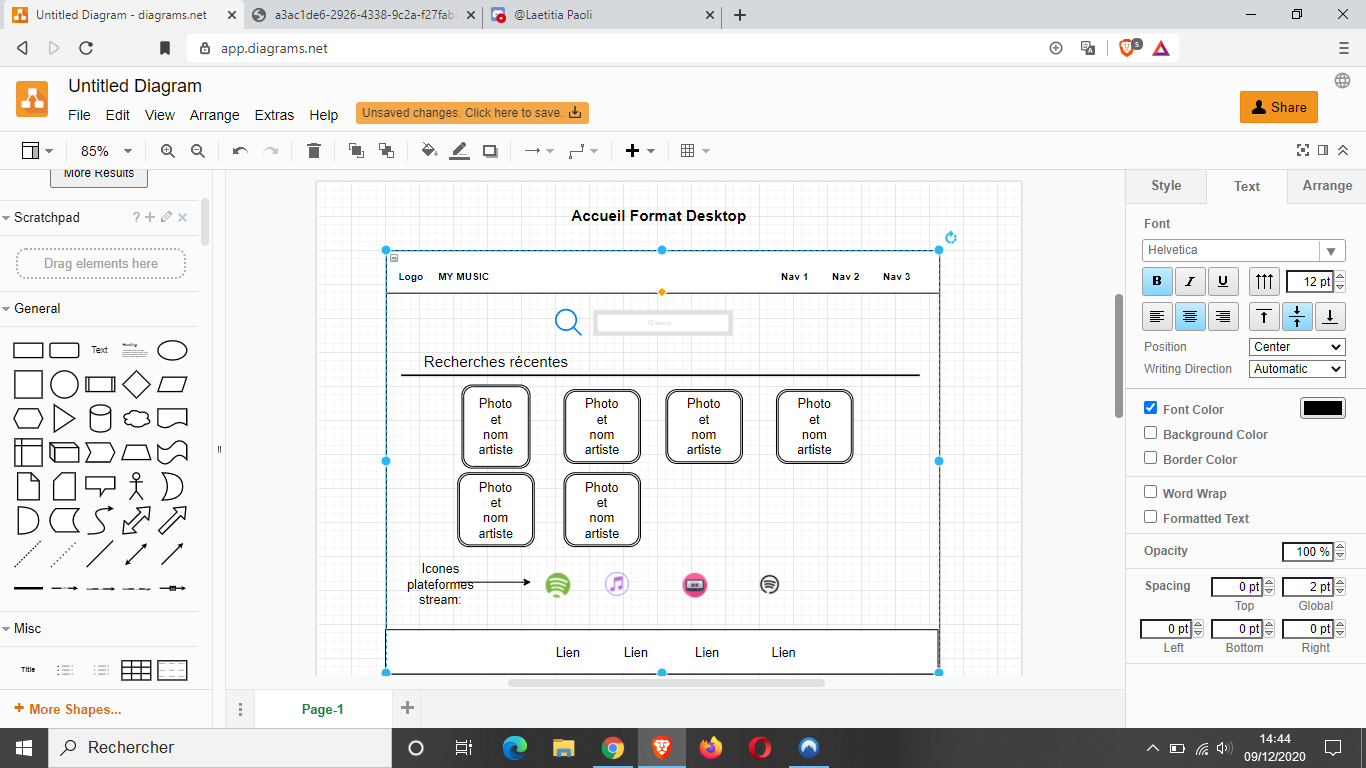 Untitled Diagram - diagrams.net
a3ac1de6-2926-4338-9c2a-f27fab
@Laetitia Paoli
app.diagrams.net
5
Untitled Diagram
File Edit View Arrange Extras Help
Unsaved changes. Click here to save.
Share
85%
More Results
Scratchpad
?
Drag elements here
General
Text
Heading
Misc
Title
More Shapes...
Accueil Format Desktop
Logo MY MUSIC Nav 1 Nav 2 Nav 3
Search
Recherches récentes
Photo et nom artiste
Photo et nom artiste
Photo et nom artiste
Photo et nom artiste
Photo et nom artiste
Photo et nom artiste
Icones
plateformes
stream:
Lien Lien Lien Lien
Page-1
Style Text Arrange
Font
Helvetica
B I U 12 pt
Position Center
Writing Direction Automatic
Font Color
Background Color
Border Color
Word Wrap
Formatted Text
Opacity 100 %
Spacing 0 pt 2 pt
Top Global
0 pt 0 pt 0 pt
Left Bottom Right
Rechercher
14:44
09/12/2020